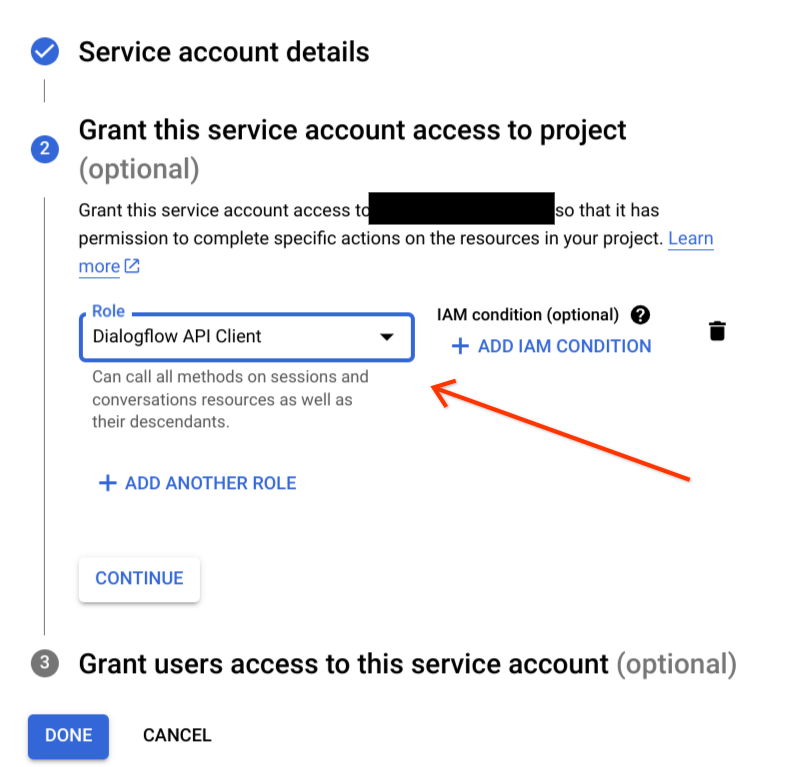 Service account details
2
Grant this service account access to project
(optional)
Grant this service account access to so that it has
permission to complete specific actions on the resources in your project. Learn
more
Role
Dialogflow API Client
IAM condition (optional) ?
+ ADD IAM CONDITION
Can call all methods on sessions and
conversations resources as well as
their descendants.
+ ADD ANOTHER ROLE
CONTINUE
3
Grant users access to this service account (optional)
DONE CANCEL